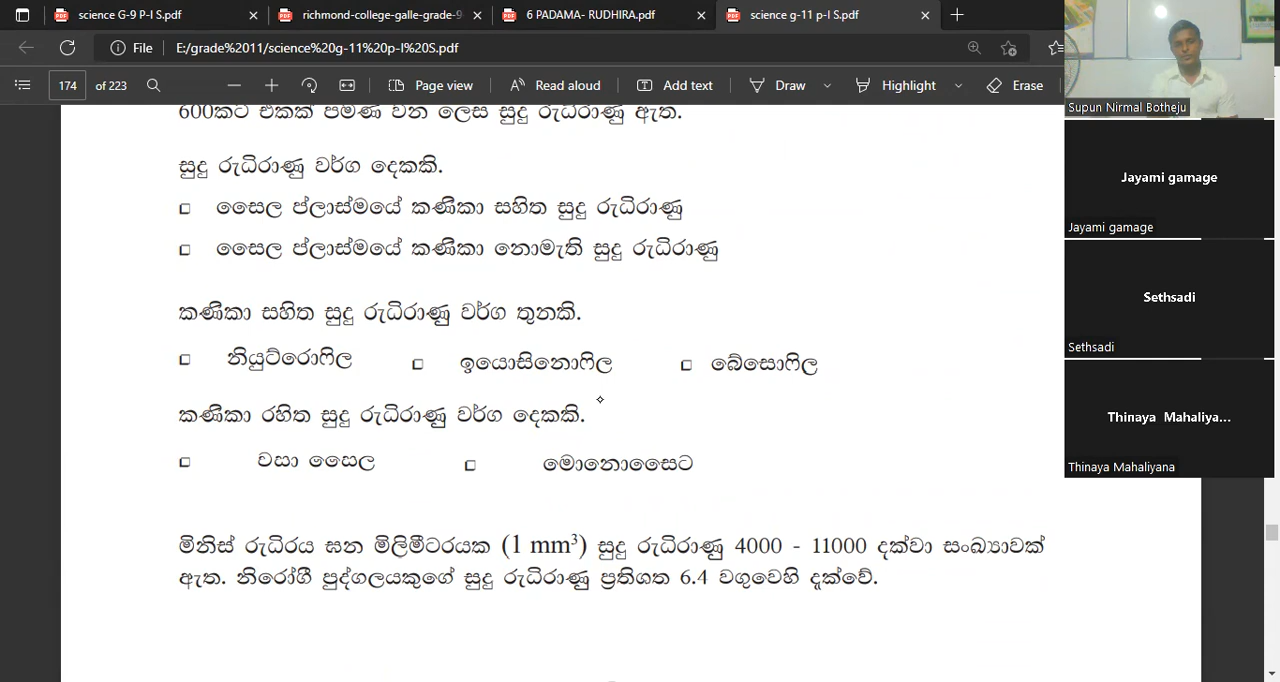 science G-9 P-I S.pdf
richmond-college-galle-grade-9
6 PADAMA- RUDHIRA.pdf
science g-11 p-I S.pdf
File
E:/grade%2011/science%20g-11%20p-I%20S.pdf
174 of 223
Page view
Read aloud
Add text
Draw
Highlight
Erase
600කට එකක් පමණ වන ලෙස සුදු රුධිරාණු ඇත.
සුදු රුධිරාණු වර්ග දෙකකි.
සෛල ප්ලාස්මයේ කණිකා සහිත සුදු රුධිරාණු
සෛල ප්ලාස්මයේ කණිකා නොමැති සුදු රුධිරාණු
කණිකා සහිත සුදු රුධිරාණු වර්ග තුනකි.
නියුට්රොෆිල ඉයොසිනොෆිල බේසොෆිල
කණිකා රහිත සුදු රුධිරාණු වර්ග දෙකකි.
වසා සෛල මොනොසෛට
මිනිස් රුධිරය ඝන මිලිමීටරයක (1 mm³) සුදු රුධිරාණු 4000 - 11000 දක්වා සංඛ්‍යාවක්
ඇත. නිරෝගී පුද්ගලයකුගේ සුදු රුධිරාණු ප්‍රතිශත 6.4 වගුවෙහි දැක්වේ.
Supun Nirmal Botheju
Jayami gamage
Jayami gamage
Sethsadi
Sethsadi
Thinaya Mahaliya...
Thinaya Mahaliyana